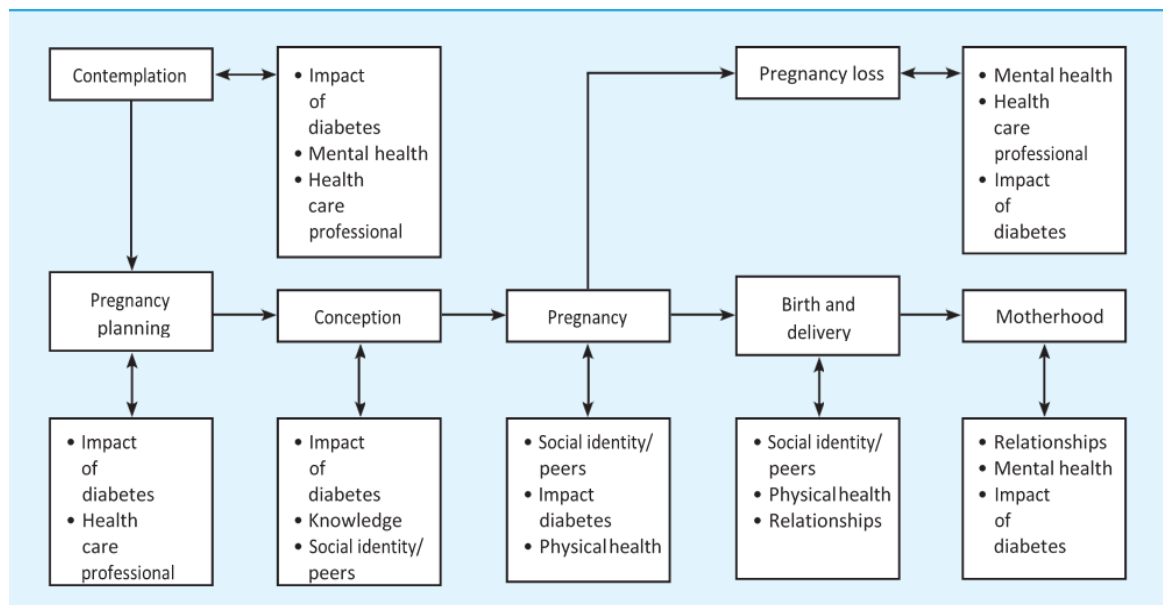 Contemplation
• Impact
of
diabetes
• Mental health
• Health
care
professional
Pregnancy loss
• Mental health
• Health
care
professional
• Impact
of
diabetes
Pregnancy
planning
Conception
Pregnancy
Birth and
delivery
Motherhood
• Impact
of
diabetes
• Health
care
professional
• Impact
of
diabetes
• Knowledge
• Social identity/
peers
• Social identity/
peers
• Impact
diabetes
• Physical health
• Social identity/
peers
• Physical health
• Relationships
• Relationships
• Mental health
• Impact
of
diabetes